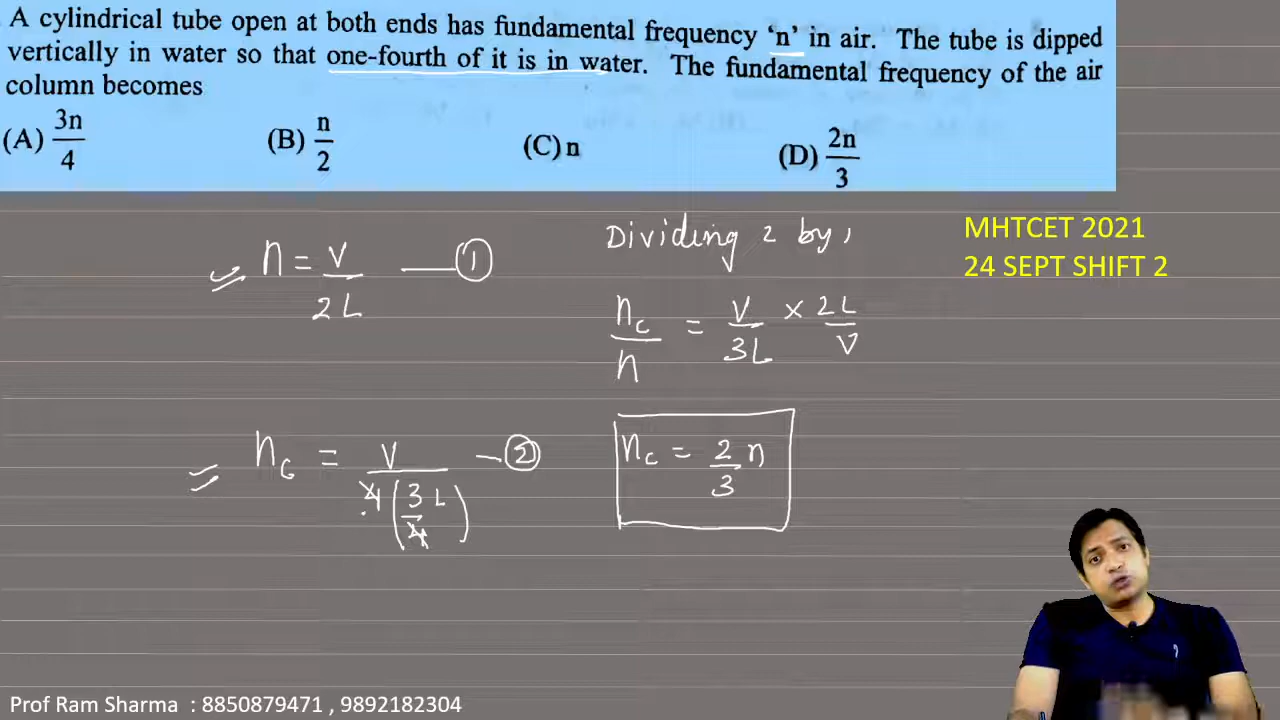 A cylindrical tube open at both ends has fundamental frequency ‘n’ in air. The tube is dipped
vertically in water so that one-fourth of it is in water. The fundamental frequency of the air
column becomes
(A) 3n/4 (B) n/2 (C) n (D) 2n/3
MHTCET 2021
24 SEPT SHIFT 2
n = V/2L — ①
n_c = V/4(3/4 L) — ②
Dividing 2 by 1
n_c/n = V/3L × 2L/V
n_c = 2/3 n
Prof Ram Sharma : 8850879471 , 9892182304